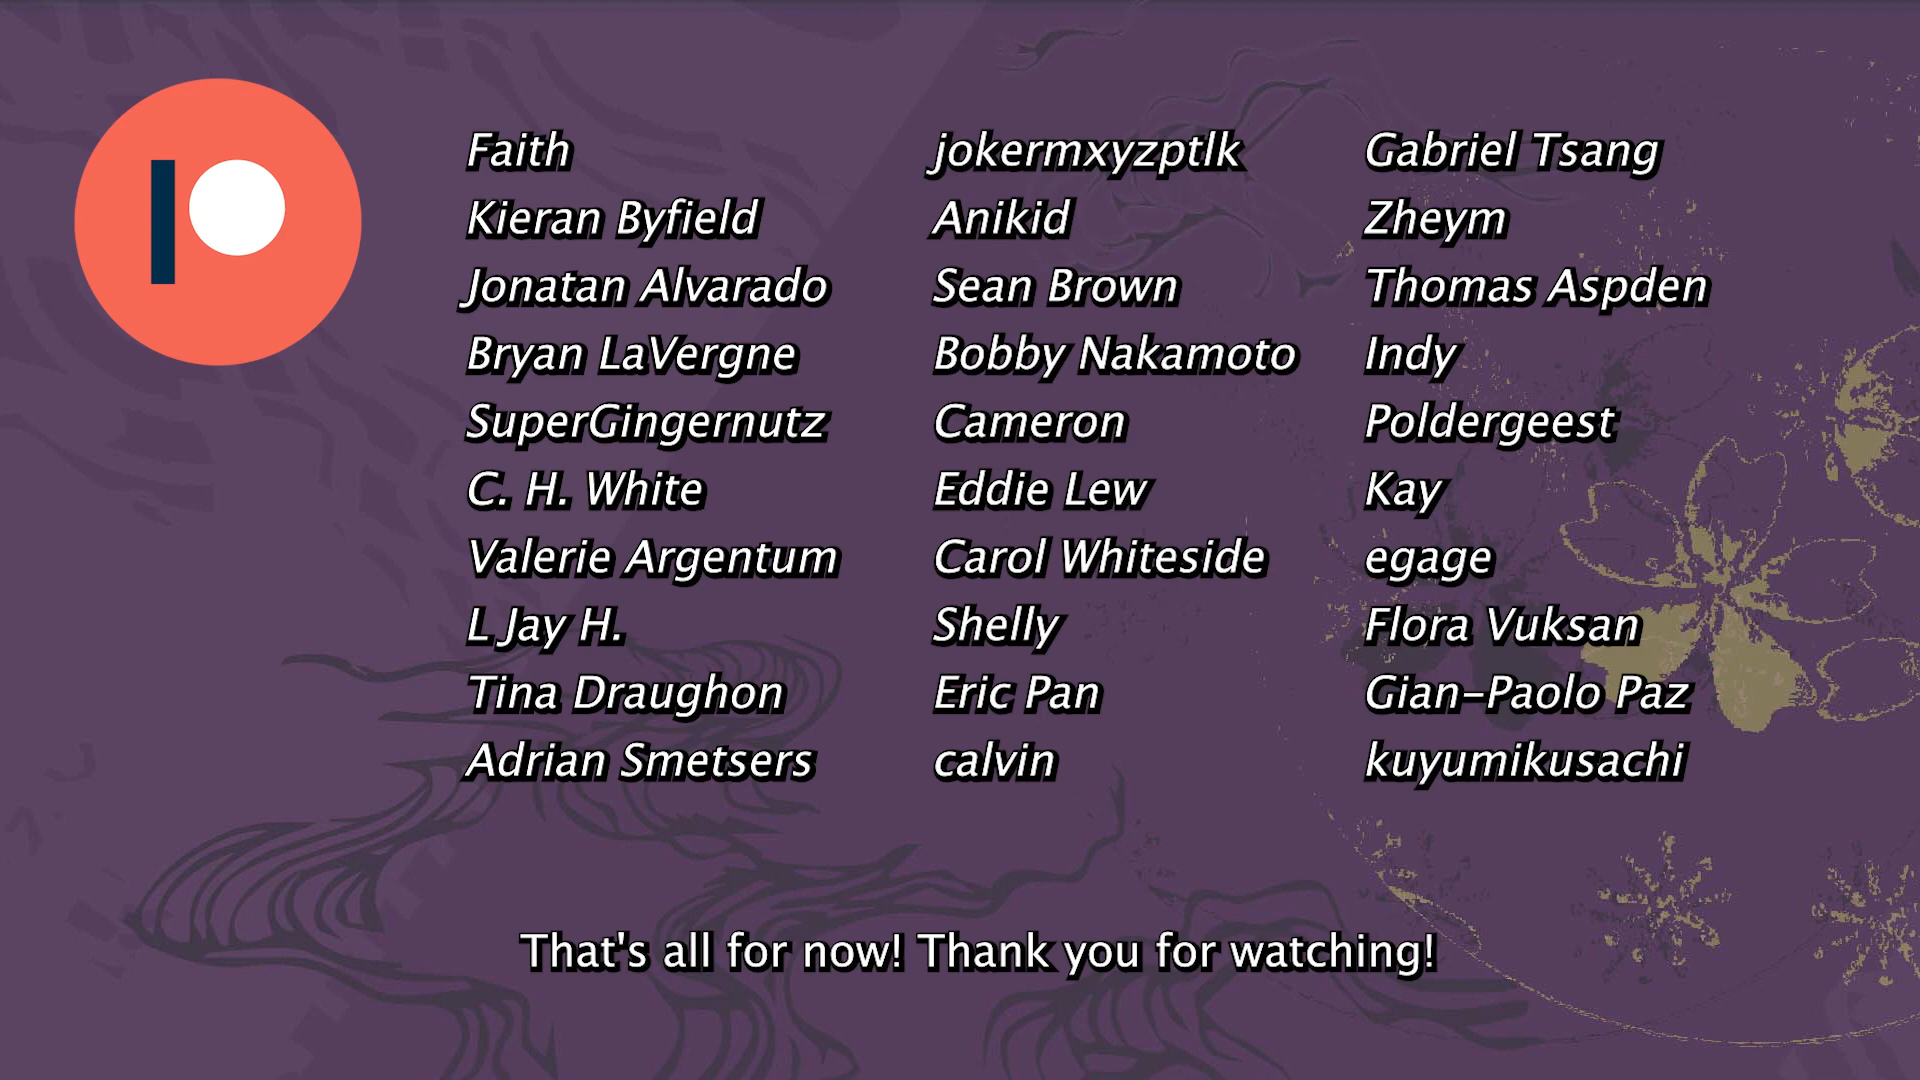 Faith
Kieran Byfield
Jonatan Alvarado
Bryan LaVergne
SuperGingernutz
C. H. White
Valerie Argentum
L Jay H.
Tina Draughon
Adrian Smetsers
jokermxyzptlk
Anikid
Sean Brown
Bobby Nakamoto
Cameron
Eddie Lew
Carol Whiteside
Shelly
Eric Pan
calvin
Gabriel Tsang
Zheym
Thomas Aspden
Indy
Poldergeest
Kay
egage
Flora Vuksan
Gian-Paolo Paz
kuyumikusachi
That's all for now! Thank you for watching!